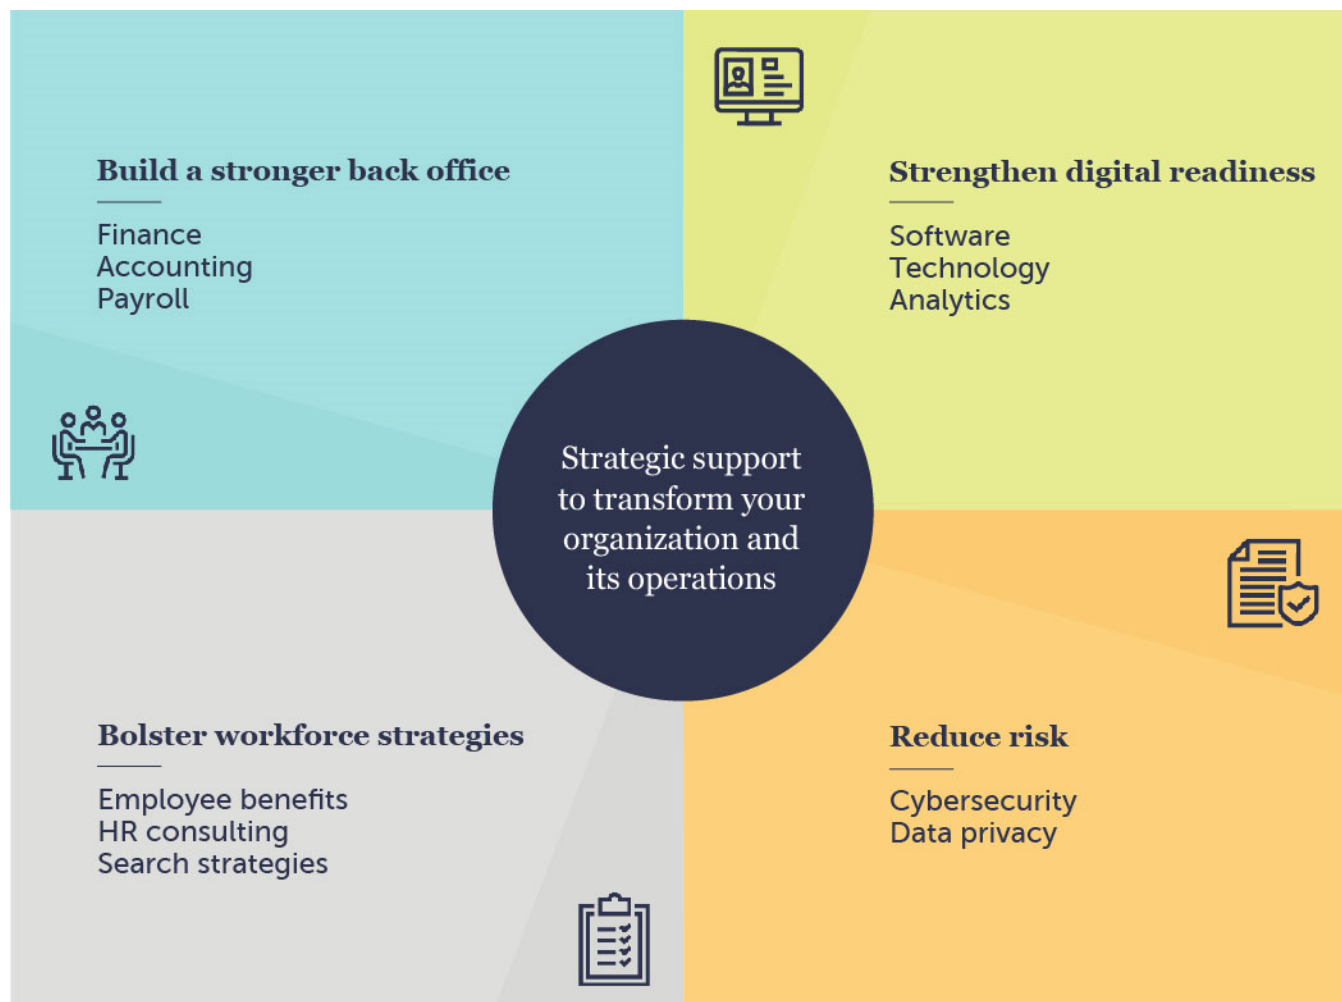 Build a stronger back office
Finance
Accounting
Payroll
Strengthen digital readiness
Software
Technology
Analytics
Strategic support
to transform your
organization and
its operations
Bolster workforce strategies
Employee benefits
HR consulting
Search strategies
Reduce risk
Cybersecurity
Data privacy